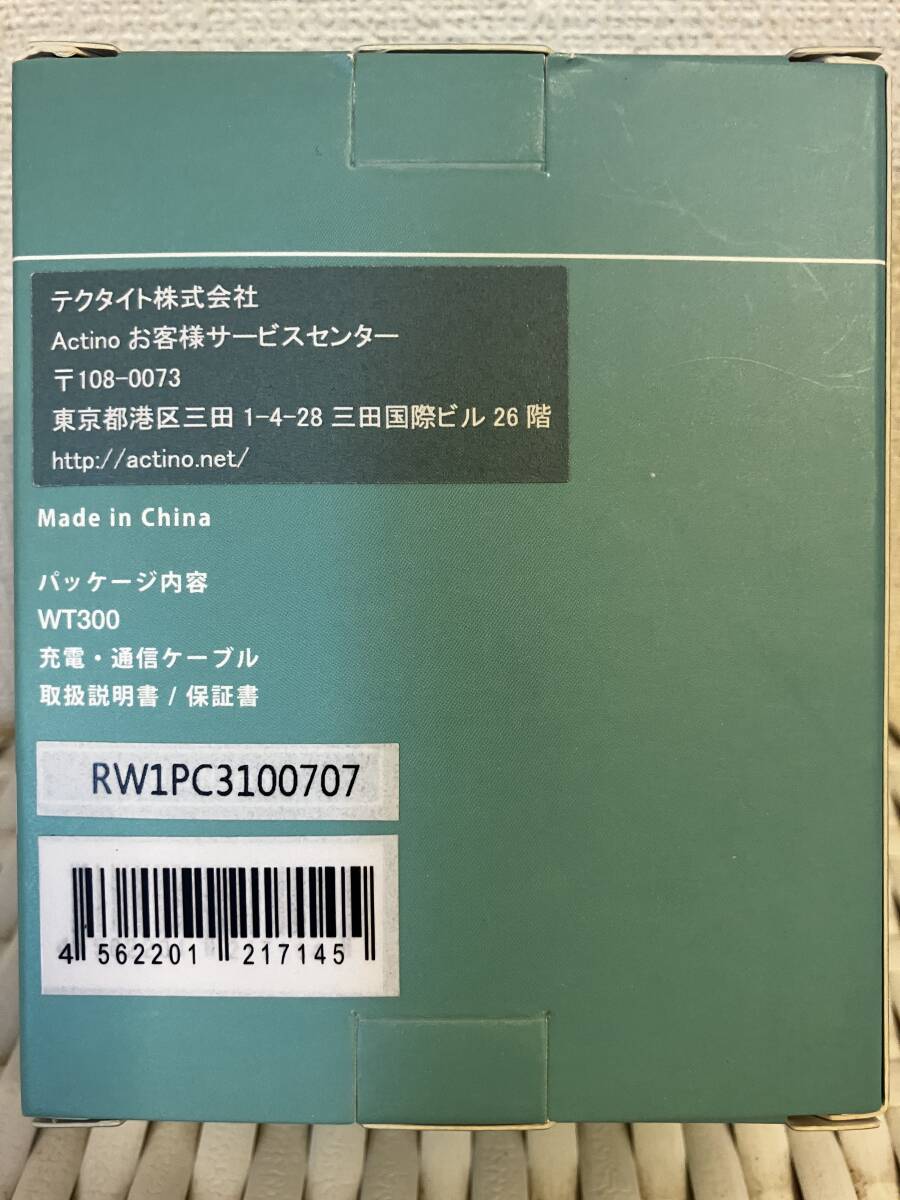 テクタイト株式会社
Actino お客様サービスセンター
〒108-0073
東京都港区三田 1-4-28 三田国際ビル 26 階
http://actino.net/
Made in China
パッケージ内容
WT300
充電・通信ケーブル
取扱説明書 / 保証書
RW1PC3100707
4 562201 217145